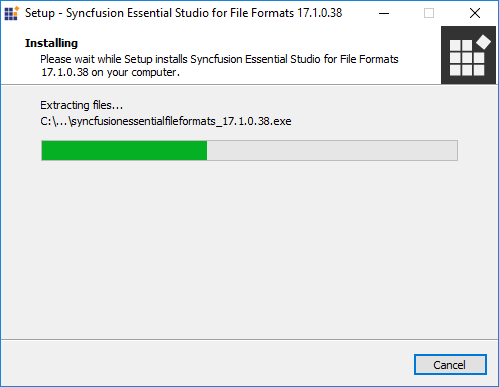 Setup - Syncfusion Essential Studio for File Formats 17.1.0.38
Installing
Please wait while Setup installs Syncfusion Essential Studio for File Formats
17.1.0.38 on your computer.
Extracting files...
C:\...\syncfusionessentialfileformats_17.1.0.38.exe
Cancel